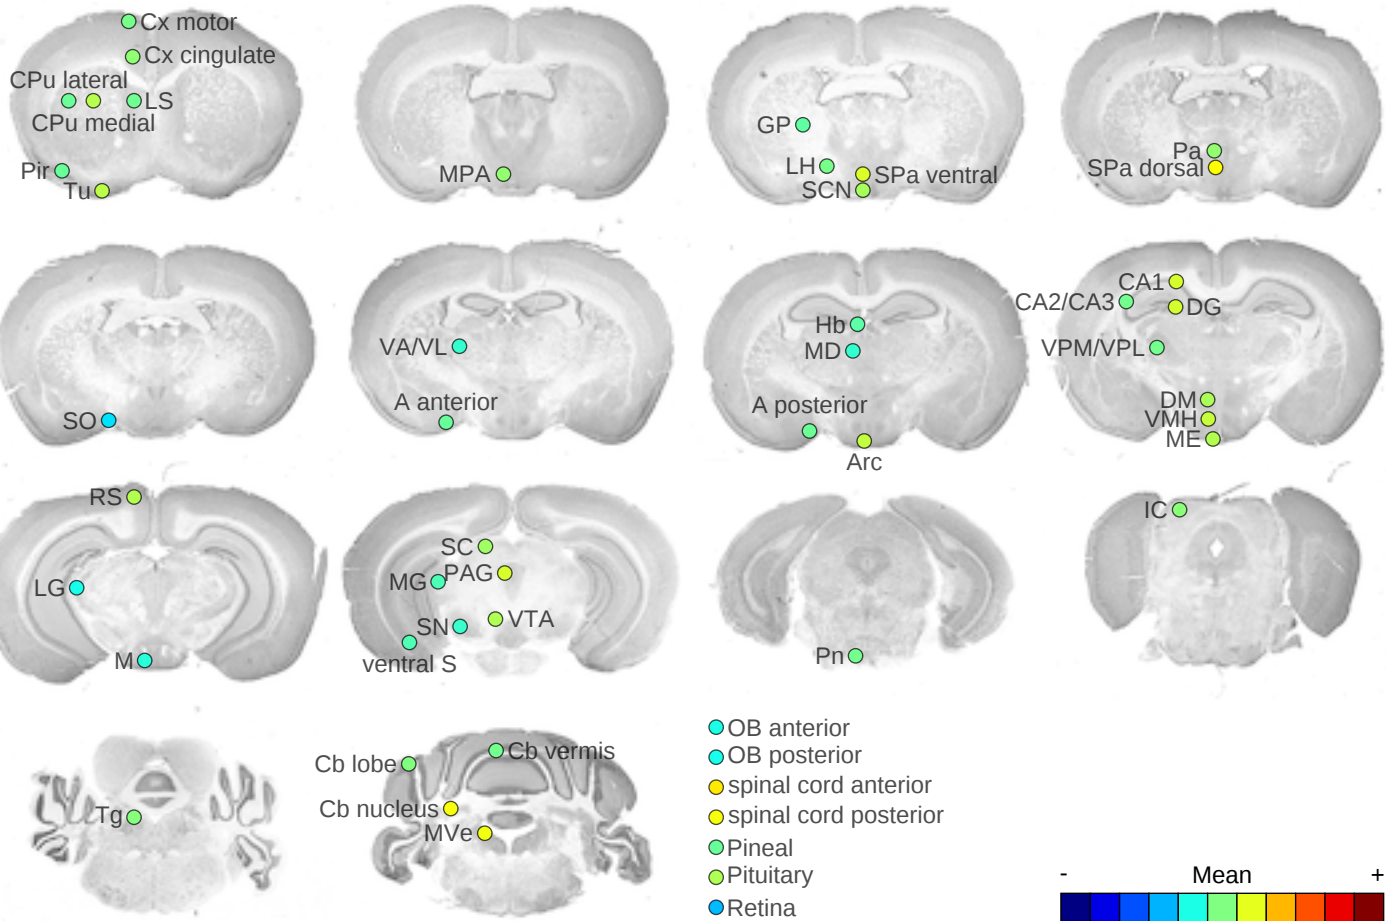 Cx motor
Cx cingulate
CPu lateral
LS
CPu medial
Pir
Tu
MPA
GP
LH
SPa ventral
SCN
Pa
SPa dorsal
SO
VA/VL
A anterior
Hb
MD
A posterior
Arc
CA1
CA2/CA3
DG
VPM/VPL
DM
VMH
ME
RS
LG
M
SC
MG
PAG
SN
VTA
ventral S
Pn
IC
Tg
Cb lobe
Cb vermis
Cb nucleus
MVe
OB anterior
OB posterior
spinal cord anterior
spinal cord posterior
Pineal
Pituitary
Retina
- Mean +